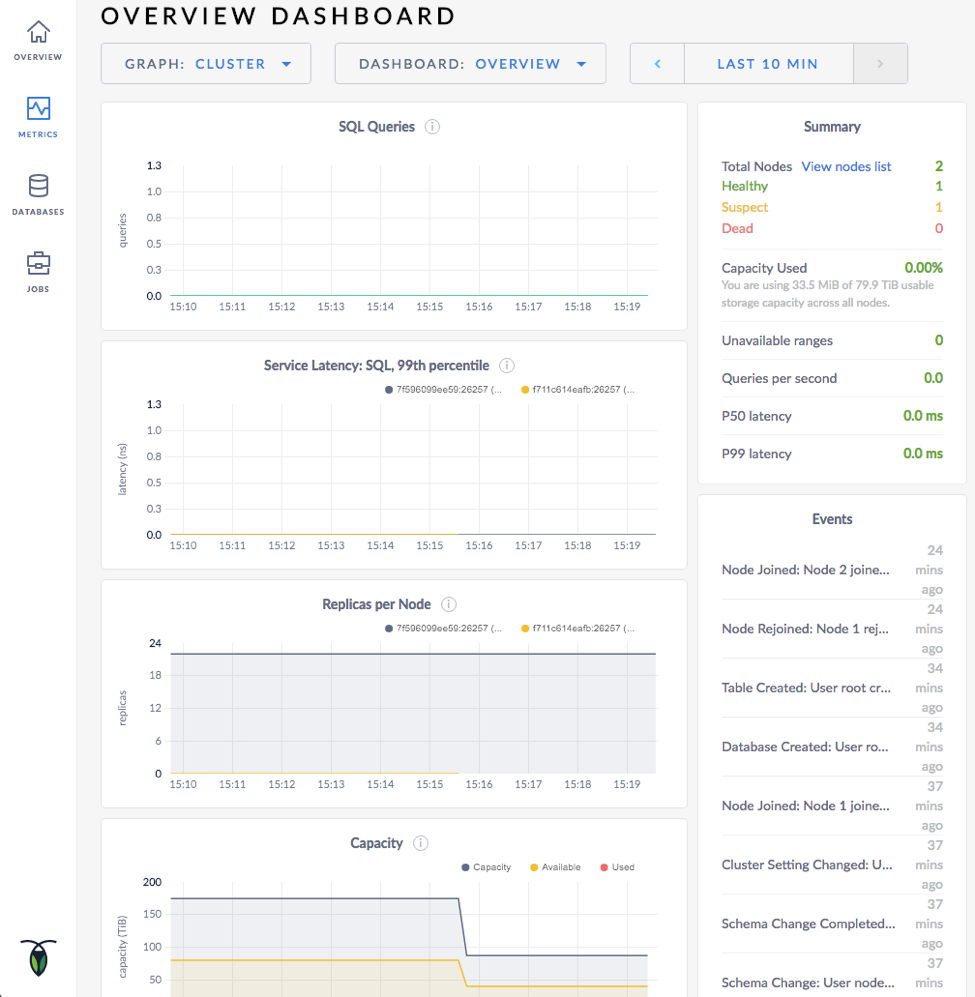 OVERVIEW DASHBOARD
OVERVIEW
METRICS
DATABASES
JOBS
GRAPH: CLUSTER
DASHBOARD: OVERVIEW
LAST 10 MIN
SQL Queries
queries
1.3
1.0
0.8
0.5
0.3
0.0
15:10 15:11 15:12 15:13 15:14 15:15 15:16 15:17 15:18 15:19
Service Latency: SQL, 99th percentile
7f596099ee59:26257 (... f711c614eafb:26257 (...
latency (ns)
1.3
1.0
0.8
0.5
0.3
0.0
15:10 15:11 15:12 15:13 15:14 15:15 15:16 15:17 15:18 15:19
Replicas per Node
7f596099ee59:26257 (... f711c614eafb:26257 (...
replicas
24
18
12
6
0
15:10 15:11 15:12 15:13 15:14 15:15 15:16 15:17 15:18 15:19
Capacity
Capacity Available Used
capacity (TiB)
200
150
100
50
Summary
Total Nodes View nodes list 2
Healthy 1
Suspect 1
Dead 0
Capacity Used 0.00%
You are using 33.5 MiB of 79.9 TiB usable
storage capacity across all nodes.
Unavailable ranges 0
Queries per second 0.0
P50 latency 0.0 ms
P99 latency 0.0 ms
Events
Node Joined: Node 2 joine... 24 mins ago
Node Rejoined: Node 1 rej... 24 mins ago
Table Created: User root cr... 34 mins ago
Database Created: User ro... 34 mins ago
Node Joined: Node 1 joine... 37 mins ago
Cluster Setting Changed: U... 37 mins ago
Schema Change Completed... 37 mins ago
Schema Change: User node... 37 mins